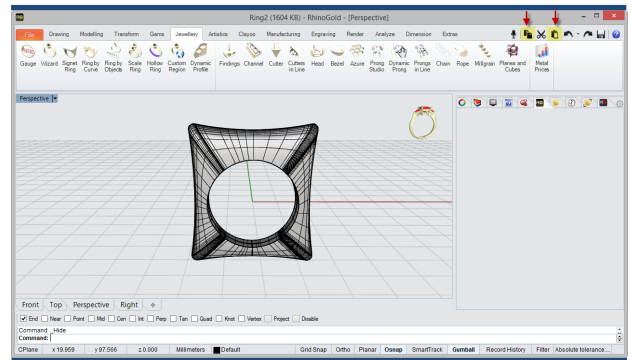 RG
Ring2 (1604 KB) - RhinoGold - [Perspective]
File Drawing Modelling Transform Gems Jewellery Artistics Clayoo Manufacturing Engraving Render Analyze Dimension Extras
Gauge Wizard Signet Ring Ring by Curve Ring by Objects Scale Ring Hollow Ring Custom Region Dynamic Profile Findings Channel Cutter Cutters in Line Head Bezel Azure Prong Studio Dynamic Prong Prongs in Line Chain Rope Millgrain Planes and Cubes Metal Prices
Perspective
Front Top Perspective Right
End Near Point Mid Cen Int Perp Tan Quad Knot Vertex Project Disable
Command: _Hide
Command:
CPlane x 19.959 y 97.566 z 0.000 Millimeters Default Grid Snap Ortho Planar Osnap SmartTrack Gumball Record History Filter Absolute tolerance:...